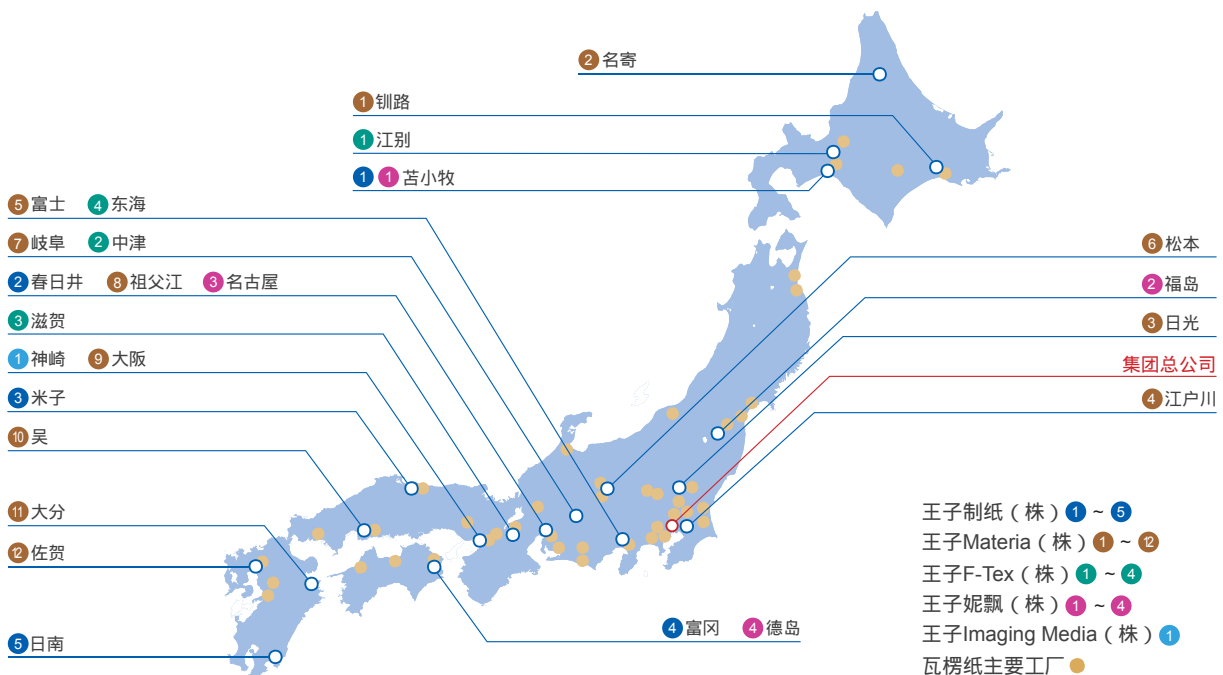 2 名寄
1 钏路
1 江别
1 1 苫小牧
5 富士 4 东海
7 岐阜 2 中津
2 春日井 8 祖父江 3 名古屋
3 滋贺
1 神崎 9 大阪
3 米子
10 吴
11 大分
12 佐贺
5 日南
6 松本
2 福岛
3 日光
集团总公司
4 江户川
4 富冈 4 德岛
王子制纸（株）1 ~ 5
王子Materia（株）1 ~ 12
王子F-Tex（株）1 ~ 4
王子妮飘（株）1 ~ 4
王子Imaging Media（株）1
瓦楞纸主要工厂